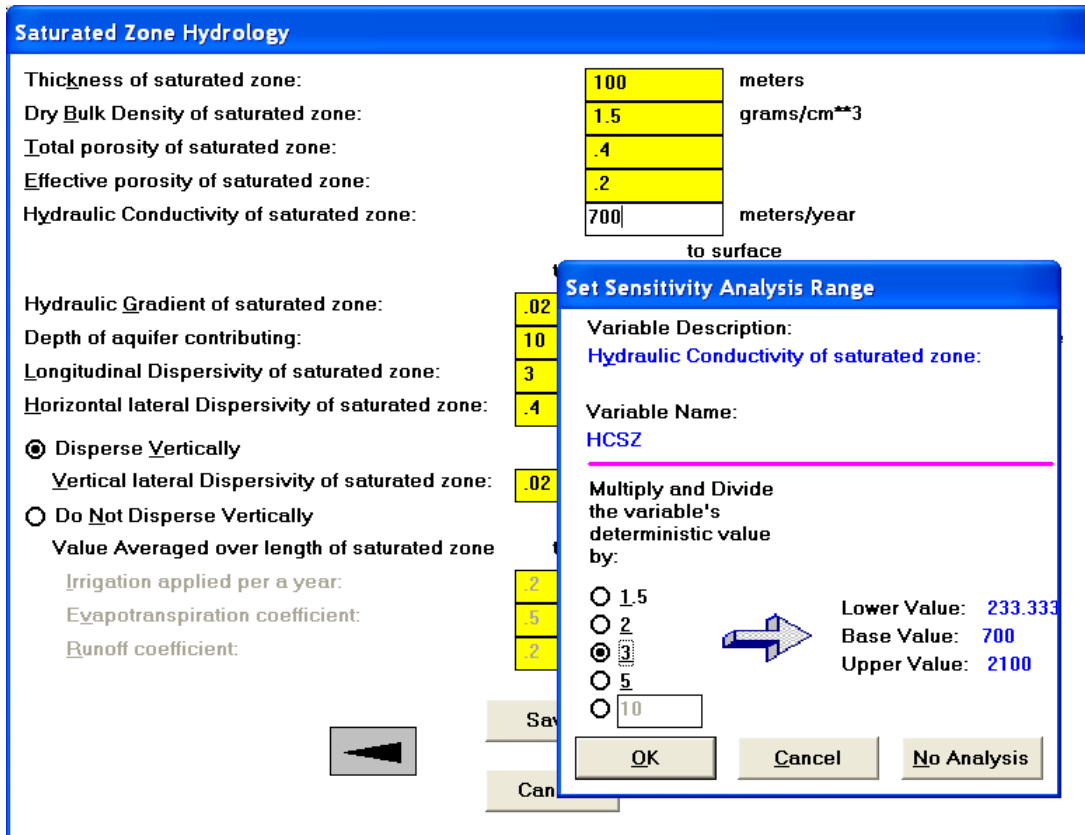 Saturated Zone Hydrology
Thickness of saturated zone: 100 meters
Dry Bulk Density of saturated zone: 1.5 grams/cm**3
Total porosity of saturated zone: .4
Effective porosity of saturated zone: .2
Hydraulic Conductivity of saturated zone: 700 meters/year
to surface
Hydraulic Gradient of saturated zone: .02
Depth of aquifer contributing: 10
Longitudinal Dispersivity of saturated zone: 3
Horizontal lateral Dispersivity of saturated zone: .4
Disperse Vertically
Vertical lateral Dispersivity of saturated zone: .02
Do Not Disperse Vertically
Value Averaged over length of saturated zone
Irrigation applied per a year: .2
Evapotranspiration coefficient: .5
Runoff coefficient: .2
Set Sensitivity Analysis Range
Variable Description:
Hydraulic Conductivity of saturated zone:
Variable Name:
HCSZ
Multiply and Divide
the variable's
deterministic value
by:
1.5
2
3
5
10
Lower Value: 233.333
Base Value: 700
Upper Value: 2100
OK Cancel No Analysis